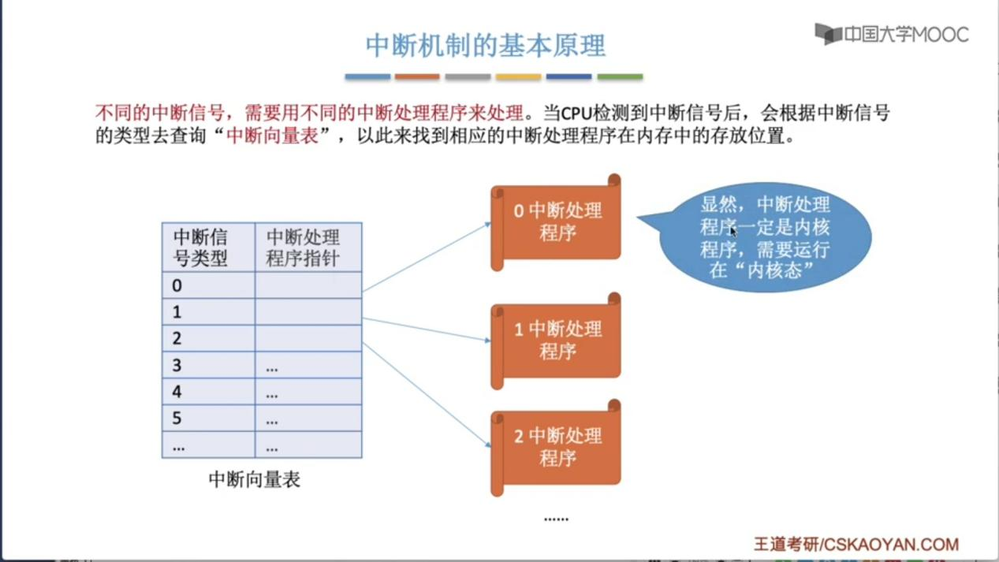 中国大学MOOC
中断机制的基本原理
不同的中断信号，需要用不同的中断处理程序来处理。当CPU检测到中断信号后，会根据中断信号
的类型去查询“中断向量表”，以此来找到相应的中断处理程序在内存中的存放位置。
中断信
号类型
中断处理
程序指针
0
1
2
3 ...
4 ...
5 ...
... ...
中断向量表
0 中断处理
程序
1 中断处理
程序
2 中断处理
程序
......
显然，中断处理
程序一定是内核
程序，需要运行
在“内核态”
王道考研/CSKAOYAN.COM